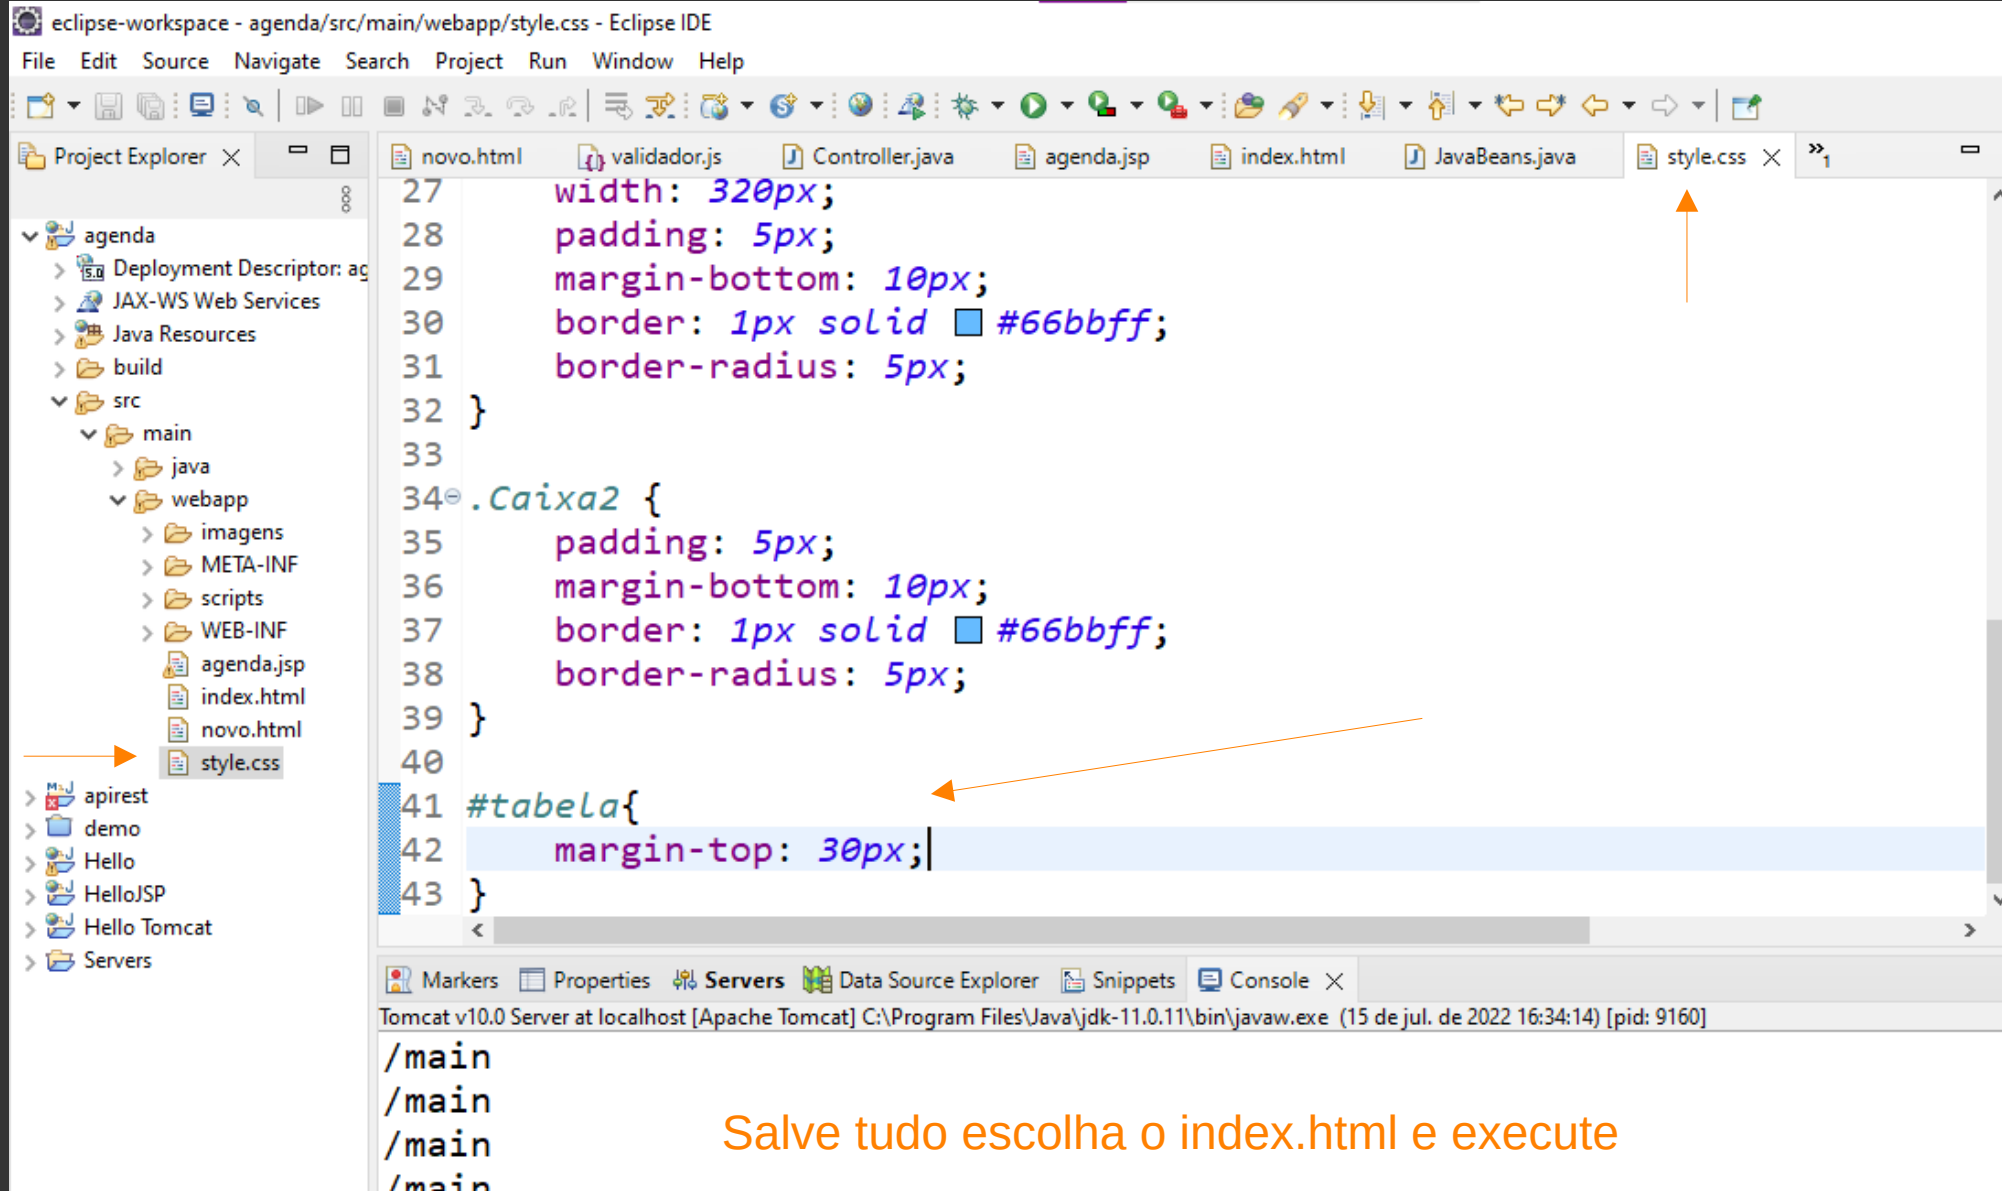 eclipse-workspace - agenda/src/main/webapp/style.css - Eclipse IDE
File Edit Source Navigate Search Project Run Window Help
Project Explorer
novo.html validador.js Controller.java agenda.jsp index.html JavaBeans.java style.css »1
agenda
Deployment Descriptor: ag
JAX-WS Web Services
Java Resources
build
src
main
java
webapp
imagens
META-INF
scripts
WEB-INF
agenda.jsp
index.html
novo.html
style.css
apirest
demo
Hello
HelloJSP
Hello Tomcat
Servers
27 width: 320px;
28 padding: 5px;
29 margin-bottom: 10px;
30 border: 1px solid #66bbff;
31 border-radius: 5px;
32 }
33
34 .Caixa2 {
35 padding: 5px;
36 margin-bottom: 10px;
37 border: 1px solid #66bbff;
38 border-radius: 5px;
39 }
40
41 #tabela{
42 margin-top: 30px;
43 }
Markers Properties Servers Data Source Explorer Snippets Console
Tomcat v10.0 Server at localhost [Apache Tomcat] C:\Program Files\Java\jdk-11.0.11\bin\javaw.exe (15 de jul. de 2022 16:34:14) [pid: 9160]
/main
/main
/main
/main
Salve tudo escolha o index.html e execute